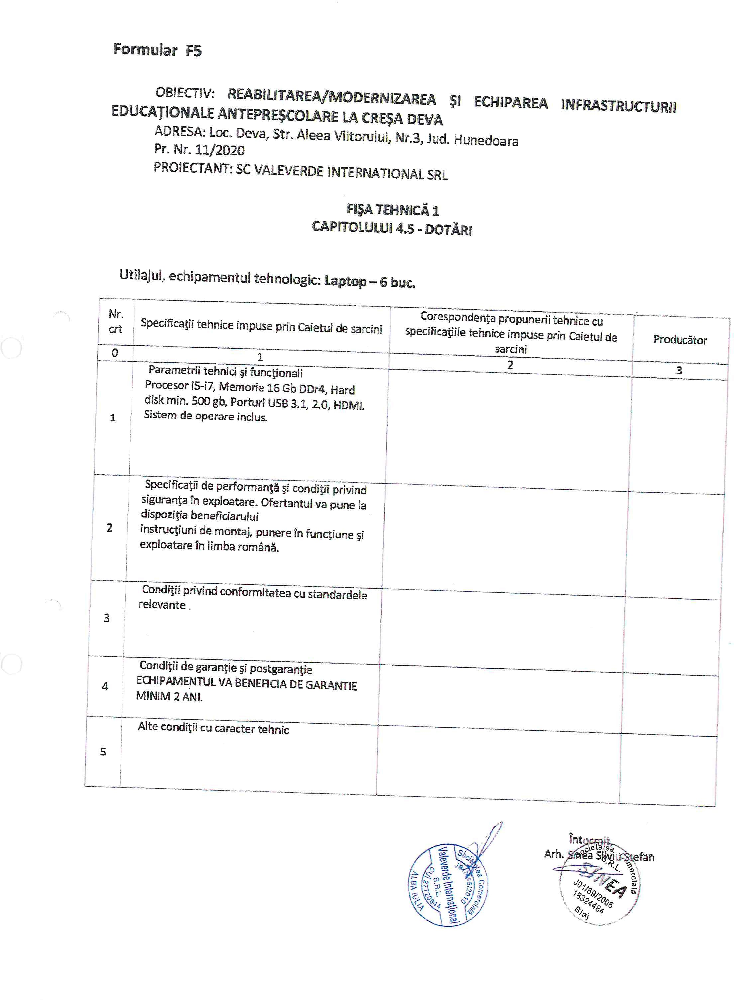 Formular F5
OBIECTIV: REABILITAREA/MODERNIZAREA ŞI ECHIPAREA INFRASTRUCTURII
EDUCAŢIONALE ANTEPREŞCOLARE LA CREŞA DEVA
ADRESA: Loc. Deva, Str. Aleea Viitorului, Nr.3, Jud. Hunedoara
Pr. Nr. 11/2020
PROIECTANT: SC VALEVERDE INTERNATIONAL SRL
FIŞA TEHNICĂ 1
CAPITOLULUI 4.5 - DOTĂRI
Utilajul, echipamentul tehnologic: Laptop – 6 buc.
Nr.
crt
Specificaţii tehnice impuse prin Caietul de sarcini
Corespondenţa propunerii tehnice cu
specificaţiile tehnice impuse prin Caietul de
sarcini
Producător
0
1
2
3
1
Parametrii tehnici şi funcţionali
Procesor i5-i7, Memorie 16 Gb DDr4, Hard
disk min. 500 gb, Porturi USB 3.1, 2.0, HDMI.
Sistem de operare inclus.
2
Specificaţii de performanţă şi condiţii privind
siguranţa în exploatare. Ofertantul va pune la
dispoziţia beneficiarului
instrucţiuni de montaj, punere în funcţiune şi
exploatare în limba română.
3
Condiţii privind conformitatea cu standardele
relevante .
4
Condiţii de garanţie şi postgaranţie
ECHIPAMENTUL VA BENEFICIA DE GARANTIE
MINIM 2 ANI.
5
Alte condiţii cu caracter tehnic
Întocmit,
Arh. Sinea Silviu Ştefan
Societatea Comercială
Valeverde Internaţional
S.R.L.
CUI 27720844
ALBA IULIA
Societatea Comercială
S.R.L.
SINEA
J01/69/2006
18324484
Blaj